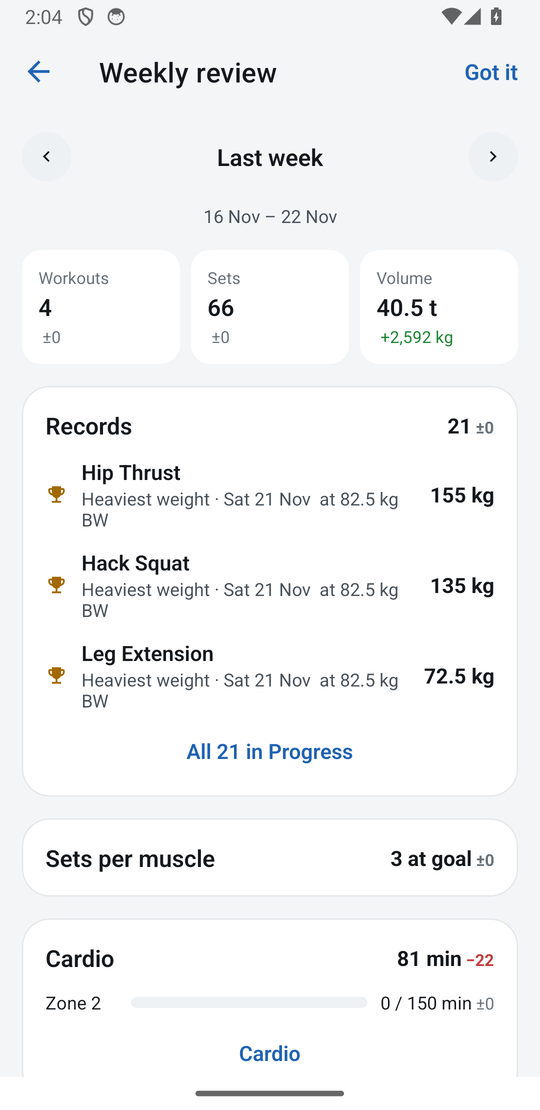 2:04
Weekly review
Got it
Last week
16 Nov – 22 Nov
Workouts
4
±0
Sets
66
±0
Volume
40.5 t
+2,592 kg
Records
21 ±0
Hip Thrust
Heaviest weight · Sat 21 Nov  at 82.5 kg
BW
155 kg
Hack Squat
Heaviest weight · Sat 21 Nov  at 82.5 kg
BW
135 kg
Leg Extension
Heaviest weight · Sat 21 Nov  at 82.5 kg
BW
72.5 kg
All 21 in Progress
Sets per muscle
3 at goal ±0
Cardio
81 min −22
Zone 2
0 / 150 min ±0
Cardio